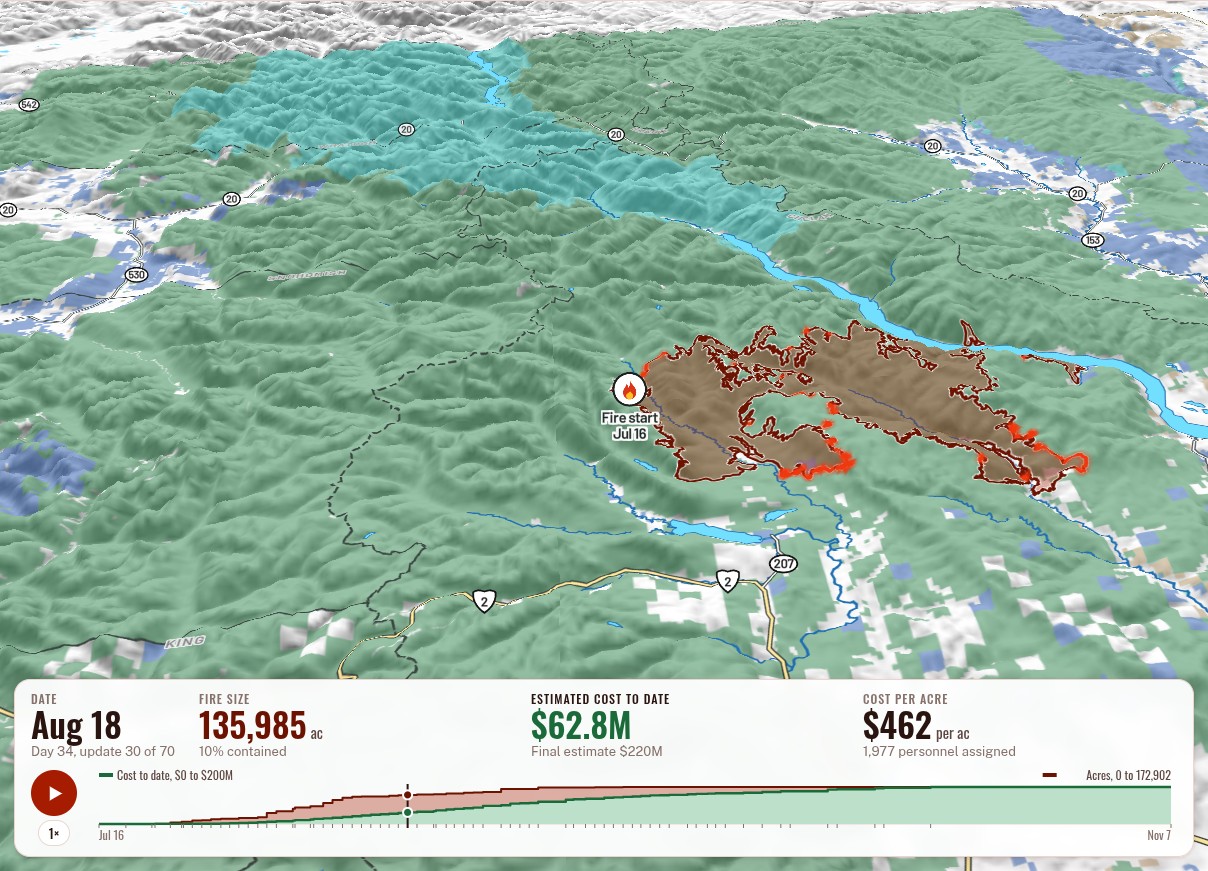 542
20
20
20
20
20
20
153
530
Fire start
Jul 16
207
2
2
KING
DATE
Aug 18
Day 34, update 30 of 70
FIRE SIZE
135,985 ac
10% contained
ESTIMATED COST TO DATE
$62.8M
Final estimate $220M
COST PER ACRE
$462 per ac
1,977 personnel assigned
Cost to date, $0 to $200M
Acres, 0 to 172,902
1×
Jul 16
Nov 7